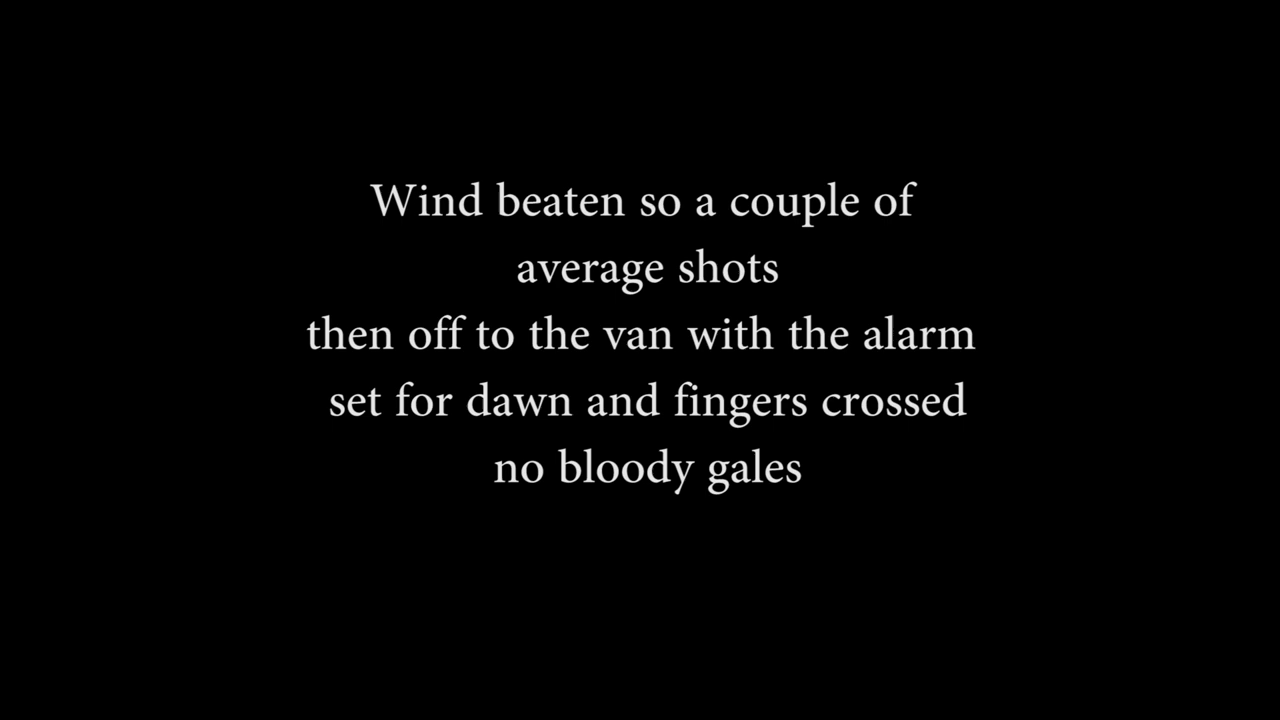 Wind beaten so a couple of
average shots
then off to the van with the alarm
set for dawn and fingers crossed
no bloody gales